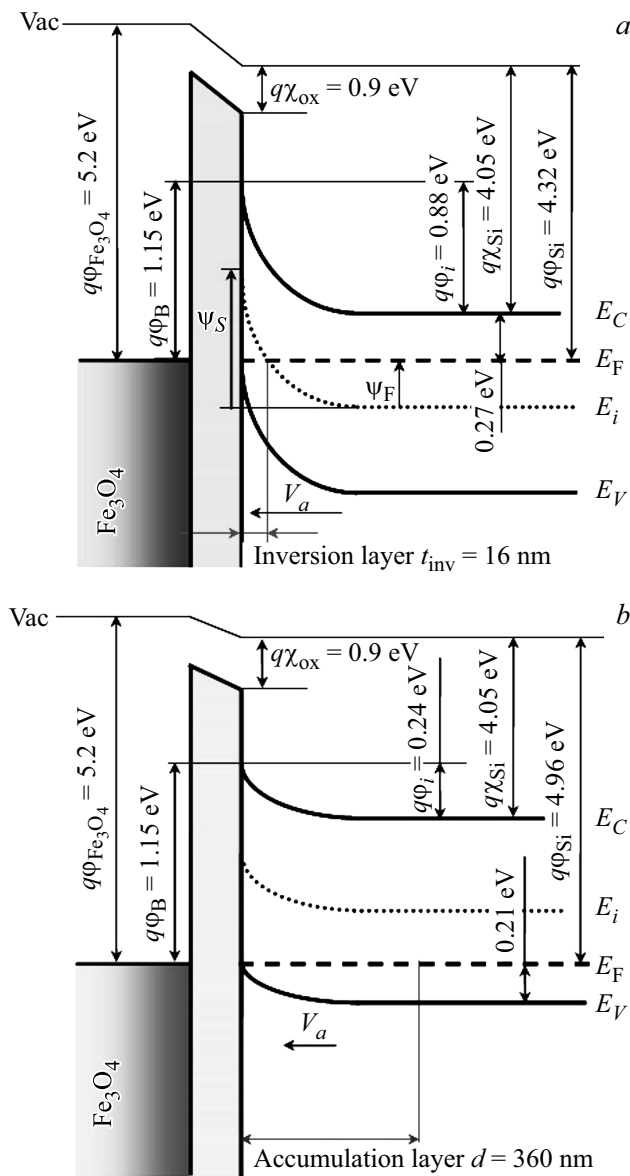 a
Vac
qχox = 0.9 eV
qφFe3O4 = 5.2 eV
qφB = 1.15 eV
qφi = 0.88 eV
qχSi = 4.05 eV
qφSi = 4.32 eV
ψS
ψF
0.27 eV
EC
EF
Ei
EV
Fe3O4
Va
Inversion layer tinv = 16 nm
b
Vac
qχox = 0.9 eV
qφFe3O4 = 5.2 eV
qφB = 1.15 eV
qφi = 0.24 eV
qχSi = 4.05 eV
qφSi = 4.96 eV
0.21 eV
EC
Ei
EF
EV
Fe3O4
Va
Accumulation layer d = 360 nm